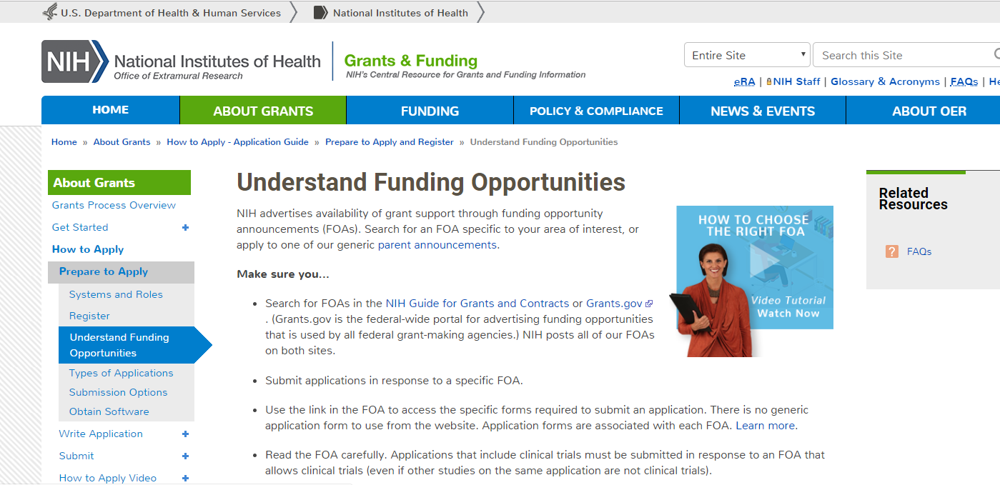 U.S. Department of Health & Human Services
National Institutes of Health
NIH National Institutes of Health
Office of Extramural Research
Grants & Funding
NIH's Central Resource for Grants and Funding Information
Entire Site
Search this Site
eRA | NIH Staff | Glossary & Acronyms | FAQs |
HOME
ABOUT GRANTS
FUNDING
POLICY & COMPLIANCE
NEWS & EVENTS
ABOUT OER
Home » About Grants » How to Apply - Application Guide » Prepare to Apply and Register » Understand Funding Opportunities
About Grants
Grants Process Overview
Get Started +
How to Apply
Prepare to Apply
Systems and Roles
Register
Understand Funding
Opportunities
Types of Applications
Submission Options
Obtain Software
Write Application +
Submit +
How to Apply Video +
Understand Funding Opportunities
NIH advertises availability of grant support through funding opportunity
announcements (FOAs). Search for an FOA specific to your area of interest, or
apply to one of our generic parent announcements.
Make sure you...
• Search for FOAs in the NIH Guide for Grants and Contracts or Grants.gov
. (Grants.gov is the federal-wide portal for advertising funding opportunities
that is used by all federal grant-making agencies.) NIH posts all of our FOAs
on both sites.
• Submit applications in response to a specific FOA.
• Use the link in the FOA to access the specific forms required to submit an application. There is no generic
application form to use from the website. Application forms are associated with each FOA. Learn more.
• Read the FOA carefully. Applications that include clinical trials must be submitted in response to an FOA that
allows clinical trials (even if other studies on the same application are not clinical trials).
HOW TO CHOOSE
THE RIGHT FOA
Video Tutorial
Watch Now
Related
Resources
? FAQs